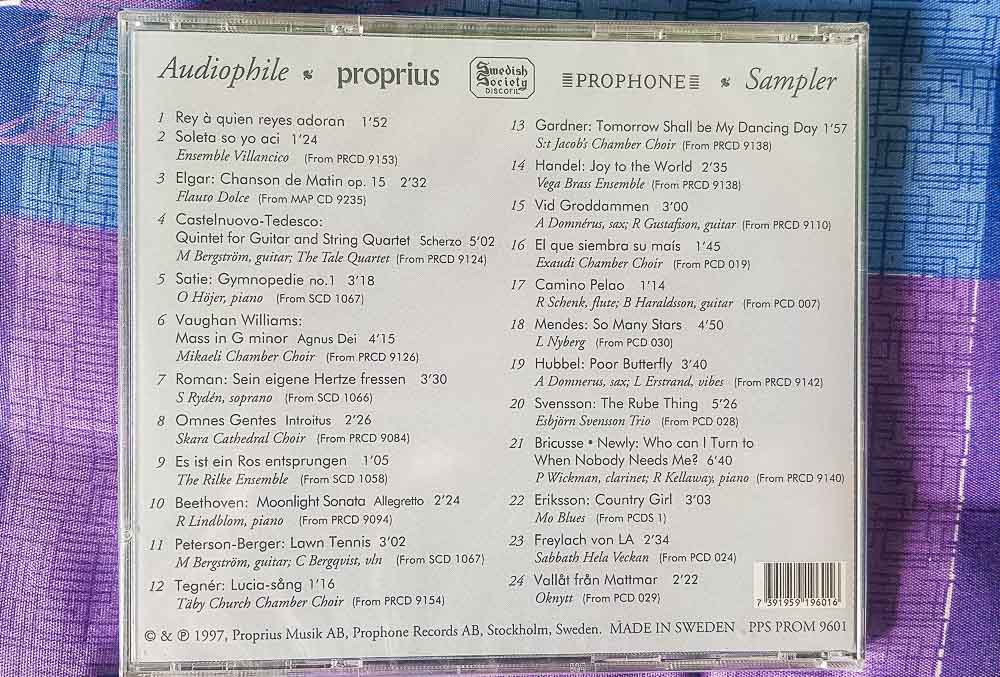 Audiophile proprius Swedish Society DISCOFIL PROPHONE Sampler
1 Rey à quien reyes adoran 1'52
2 Soleta so yo aci 1'24
Ensemble Villancico (From PRCD 9153)
3 Elgar: Chanson de Matin op. 15 2'32
Flauto Dolce (From MAP CD 9235)
4 Castelnuovo-Tedesco:
Quintet for Guitar and String Quartet Scherzo 5'02
M Bergström, guitar; The Tale Quartet (From PRCD 9124)
5 Satie: Gymnopedie no.1 3'18
O Höjer, piano (From SCD 1067)
6 Vaughan Williams:
Mass in G minor Agnus Dei 4'15
Mikaeli Chamber Choir (From PRCD 9126)
7 Roman: Sein eigene Hertze fressen 3'30
S Rydén, soprano (From SCD 1066)
8 Omnes Gentes Introitus 2'26
Skara Cathedral Choir (From PRCD 9084)
9 Es ist ein Ros entsprungen 1'05
The Rilke Ensemble (From SCD 1058)
10 Beethoven: Moonlight Sonata Allegretto 2'24
R Lindblom, piano (From PRCD 9094)
11 Peterson-Berger: Lawn Tennis 3'02
M Bergström, guitar; C Bergqvist, vln (From SCD 1067)
12 Tegnér: Lucia-sång 1'16
Täby Church Chamber Choir (From PRCD 9154)
13 Gardner: Tomorrow Shall be My Dancing Day 1'57
S:t Jacob's Chamber Choir (From PRCD 9138)
14 Handel: Joy to the World 2'35
Vega Brass Ensemble (From PRCD 9138)
15 Vid Groddammen 3'00
A Domnérus, sax; R Gustafsson, guitar (From PRCD 9110)
16 El que siembra su maís 1'45
Exaudi Chamber Choir (From PCD 019)
17 Camino Pelao 1'14
R Schenk, flute; B Haraldsson, guitar (From PCD 007)
18 Mendes: So Many Stars 4'50
L Nyberg (From PCD 030)
19 Hubbel: Poor Butterfly 3'40
A Domnerus, sax; L Erstrand, vibes (From PRCD 9142)
20 Svensson: The Rube Thing 5'26
Esbjörn Svensson Trio (From PCD 028)
21 Bricusse • Newly: Who can I Turn to
When Nobody Needs Me? 6'40
P Wickman, clarinet; R Kellaway, piano (From PRCD 9140)
22 Eriksson: Country Girl 3'03
Mo Blues (From PCDS 1)
23 Freylach von LA 2'34
Sabbath Hela Veckan (From PCD 024)
24 Vallåt från Mattmar 2'22
Oknytt (From PCD 029)
7 391959 196016
© & ℗ 1997, Proprius Musik AB, Prophone Records AB, Stockholm, Sweden. MADE IN SWEDEN PPS PROM 9601